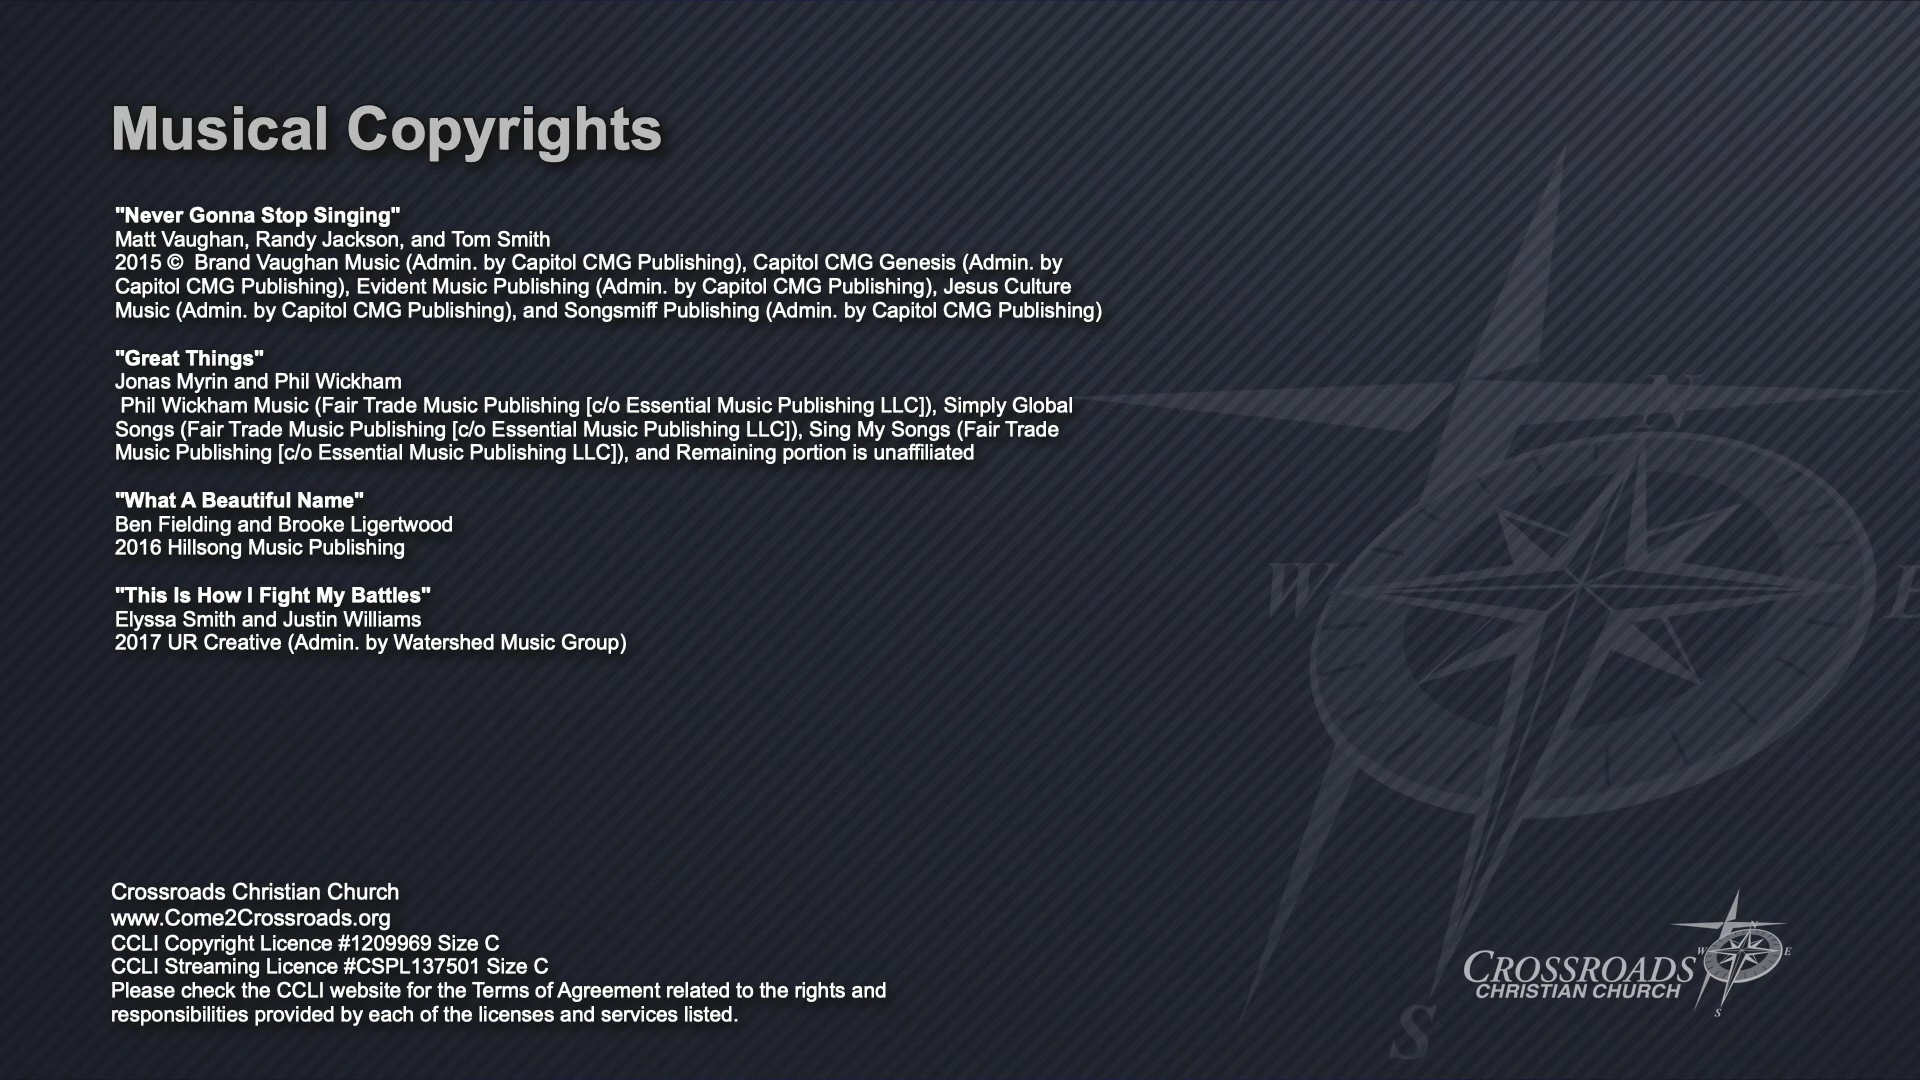 Musical Copyrights
"Never Gonna Stop Singing"
Matt Vaughan, Randy Jackson, and Tom Smith
2015 ©  Brand Vaughan Music (Admin. by Capitol CMG Publishing), Capitol CMG Genesis (Admin. by
Capitol CMG Publishing), Evident Music Publishing (Admin. by Capitol CMG Publishing), Jesus Culture
Music (Admin. by Capitol CMG Publishing), and Songsmiff Publishing (Admin. by Capitol CMG Publishing)
"Great Things"
Jonas Myrin and Phil Wickham
Phil Wickham Music (Fair Trade Music Publishing [c/o Essential Music Publishing LLC]), Simply Global
Songs (Fair Trade Music Publishing [c/o Essential Music Publishing LLC]), Sing My Songs (Fair Trade
Music Publishing [c/o Essential Music Publishing LLC]), and Remaining portion is unaffiliated
"What A Beautiful Name"
Ben Fielding and Brooke Ligertwood
2016 Hillsong Music Publishing
"This Is How I Fight My Battles"
Elyssa Smith and Justin Williams
2017 UR Creative (Admin. by Watershed Music Group)
N
W
E
S
Crossroads Christian Church
www.Come2Crossroads.org
CCLI Copyright Licence #1209969 Size C
CCLI Streaming Licence #CSPL137501 Size C
Please check the CCLI website for the Terms of Agreement related to the rights and
responsibilities provided by each of the licenses and services listed.
N
W
E
CROSSROADS
CHRISTIAN CHURCH
S